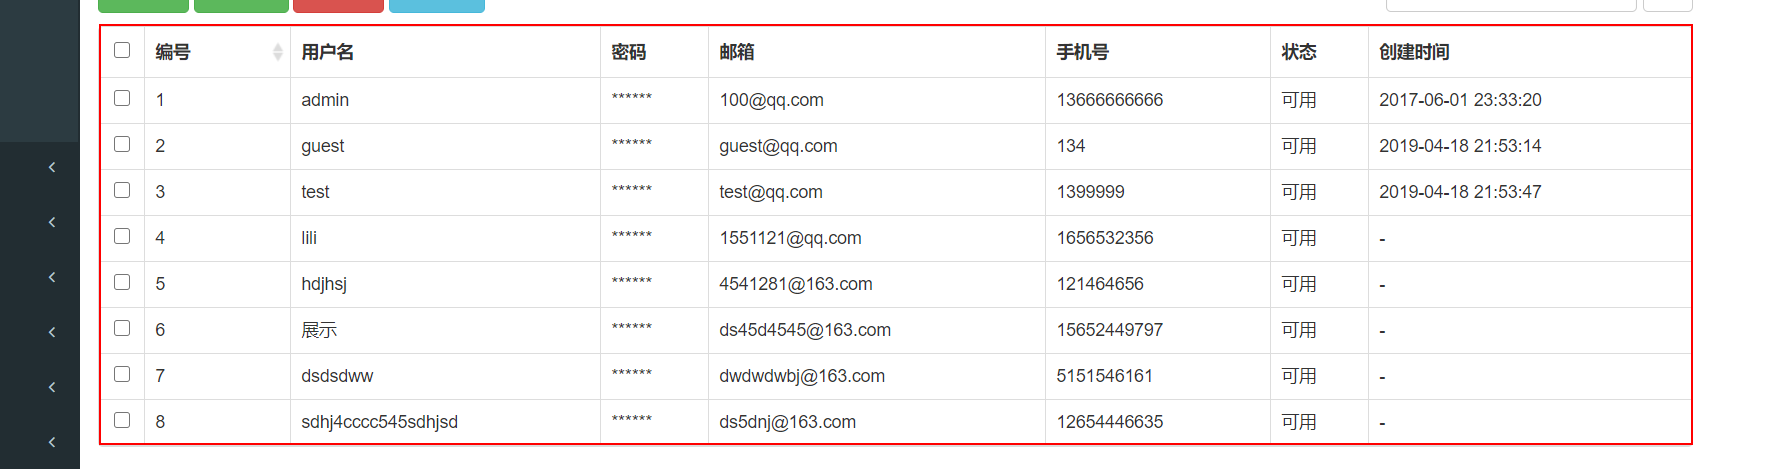 编号 用户名 密码 邮箱 手机号 状态 创建时间
1 admin ****** 100@qq.com 13666666666 可用 2017-06-01 23:33:20
2 guest ****** guest@qq.com 134 可用 2019-04-18 21:53:14
3 test ****** test@qq.com 1399999 可用 2019-04-18 21:53:47
4 lili ****** 1551121@qq.com 1656532356 可用 -
5 hdjhsj ****** 4541281@163.com 121464656 可用 -
6 展示 ****** ds45d4545@163.com 15652449797 可用 -
7 dsdsdww ****** dwdwdwbj@163.com 5151546161 可用 -
8 sdhj4cccc545sdhjsd ****** ds5dnj@163.com 12654446635 可用 -